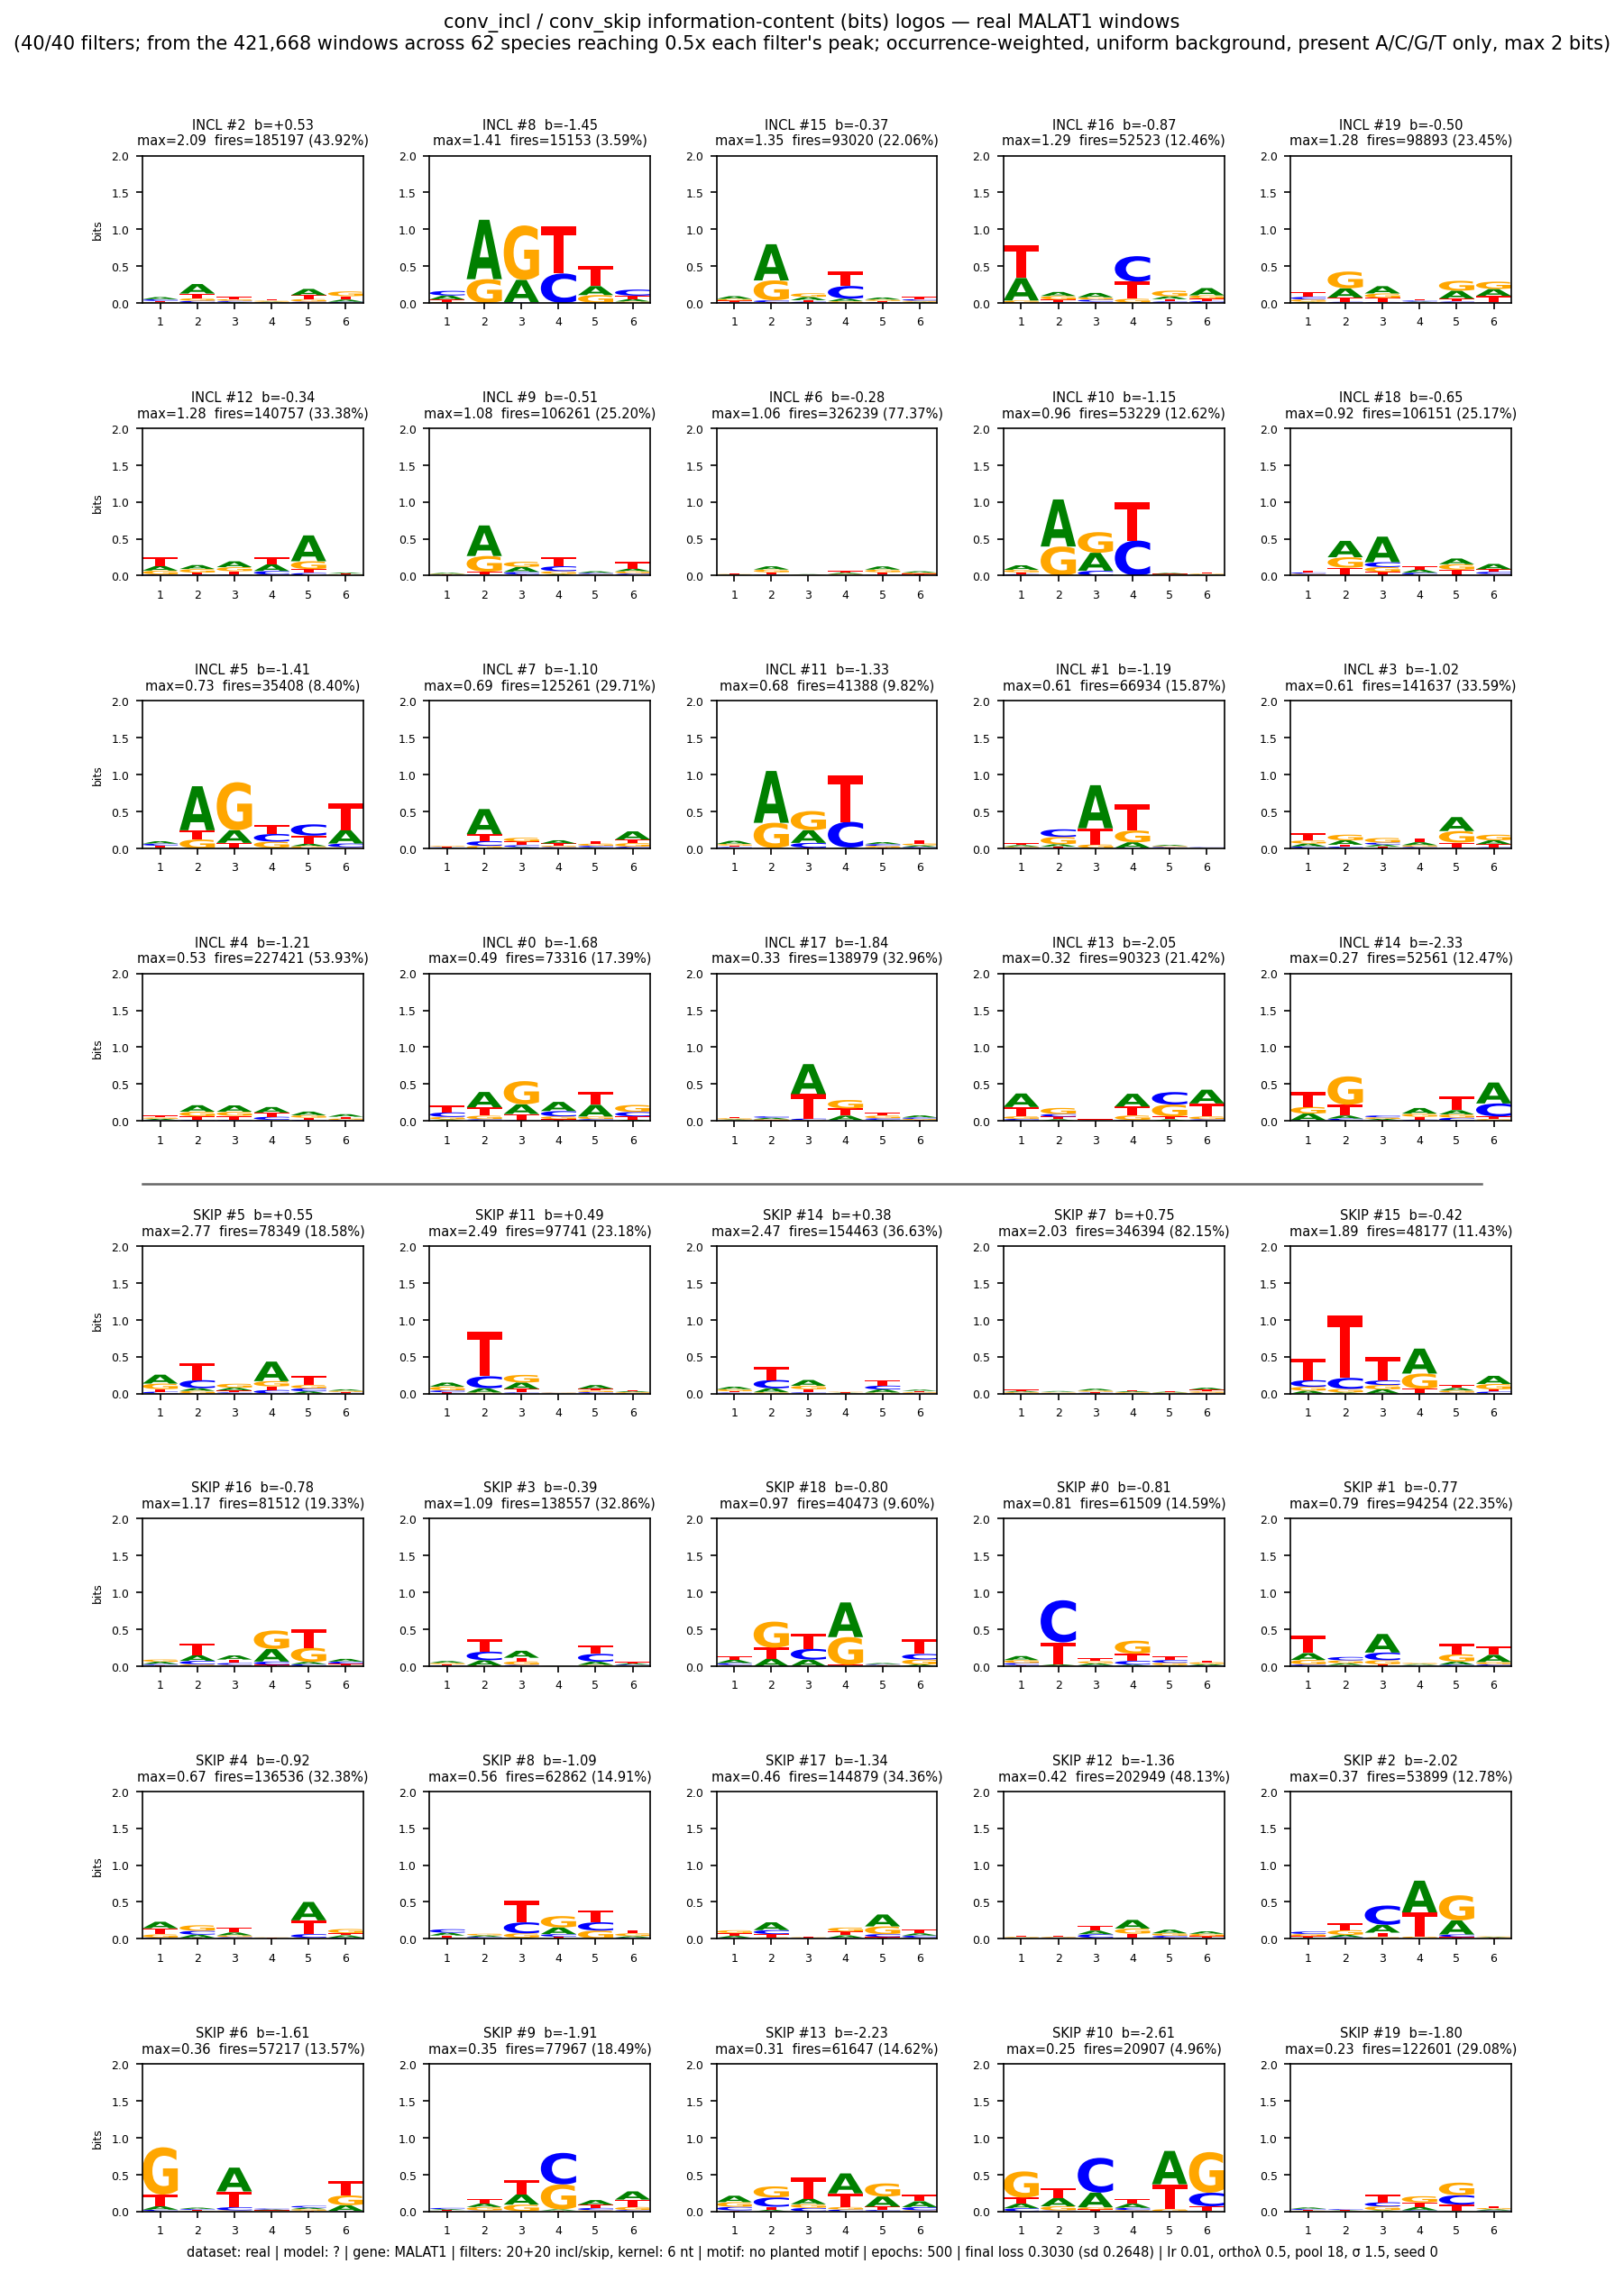 conv_incl / conv_skip information-content (bits) logos — real MALAT1 windows
(40/40 filters; from the 421,668 windows across 62 species reaching 0.5x each filter's peak; occurrence-weighted, uniform background, present A/C/G/T only, max 2 bits)
INCL #2 b=+0.53
max=2.09 fires=185197 (43.92%)
INCL #8 b=-1.45
max=1.41 fires=15153 (3.59%)
INCL #15 b=-0.37
max=1.35 fires=93020 (22.06%)
INCL #16 b=-0.87
max=1.29 fires=52523 (12.46%)
INCL #19 b=-0.50
max=1.28 fires=98893 (23.45%)
INCL #12 b=-0.34
max=1.28 fires=140757 (33.38%)
INCL #9 b=-0.51
max=1.08 fires=106261 (25.20%)
INCL #6 b=-0.28
max=1.06 fires=326239 (77.37%)
INCL #10 b=-1.15
max=0.96 fires=53229 (12.62%)
INCL #18 b=-0.65
max=0.92 fires=106151 (25.17%)
INCL #5 b=-1.41
max=0.73 fires=35408 (8.40%)
INCL #7 b=-1.10
max=0.69 fires=125261 (29.71%)
INCL #11 b=-1.33
max=0.68 fires=41388 (9.82%)
INCL #1 b=-1.19
max=0.61 fires=66934 (15.87%)
INCL #3 b=-1.02
max=0.61 fires=141637 (33.59%)
INCL #4 b=-1.21
max=0.53 fires=227421 (53.93%)
INCL #0 b=-1.68
max=0.49 fires=73316 (17.39%)
INCL #17 b=-1.84
max=0.33 fires=138979 (32.96%)
INCL #13 b=-2.05
max=0.32 fires=90323 (21.42%)
INCL #14 b=-2.33
max=0.27 fires=52561 (12.47%)
SKIP #5 b=+0.55
max=2.77 fires=78349 (18.58%)
SKIP #11 b=+0.49
max=2.49 fires=97741 (23.18%)
SKIP #14 b=+0.38
max=2.47 fires=154463 (36.63%)
SKIP #7 b=+0.75
max=2.03 fires=346394 (82.15%)
SKIP #15 b=-0.42
max=1.89 fires=48177 (11.43%)
SKIP #16 b=-0.78
max=1.17 fires=81512 (19.33%)
SKIP #3 b=-0.39
max=1.09 fires=138557 (32.86%)
SKIP #18 b=-0.80
max=0.97 fires=40473 (9.60%)
SKIP #0 b=-0.81
max=0.81 fires=61509 (14.59%)
SKIP #1 b=-0.77
max=0.79 fires=94254 (22.35%)
SKIP #4 b=-0.92
max=0.67 fires=136536 (32.38%)
SKIP #8 b=-1.09
max=0.56 fires=62862 (14.91%)
SKIP #17 b=-1.34
max=0.46 fires=144879 (34.36%)
SKIP #12 b=-1.36
max=0.42 fires=202949 (48.13%)
SKIP #2 b=-2.02
max=0.37 fires=53899 (12.78%)
SKIP #6 b=-1.61
max=0.36 fires=57217 (13.57%)
SKIP #9 b=-1.91
max=0.35 fires=77967 (18.49%)
SKIP #13 b=-2.23
max=0.31 fires=61647 (14.62%)
SKIP #10 b=-2.61
max=0.25 fires=20907 (4.96%)
SKIP #19 b=-1.80
max=0.23 fires=122601 (29.08%)
dataset: real | model: ? | gene: MALAT1 | filters: 20+20 incl/skip, kernel: 6 nt | motif: no planted motif | epochs: 500 | final loss 0.3030 (sd 0.2648) | lr 0.01, orthoλ 0.5, pool 18, σ 1.5, seed 0